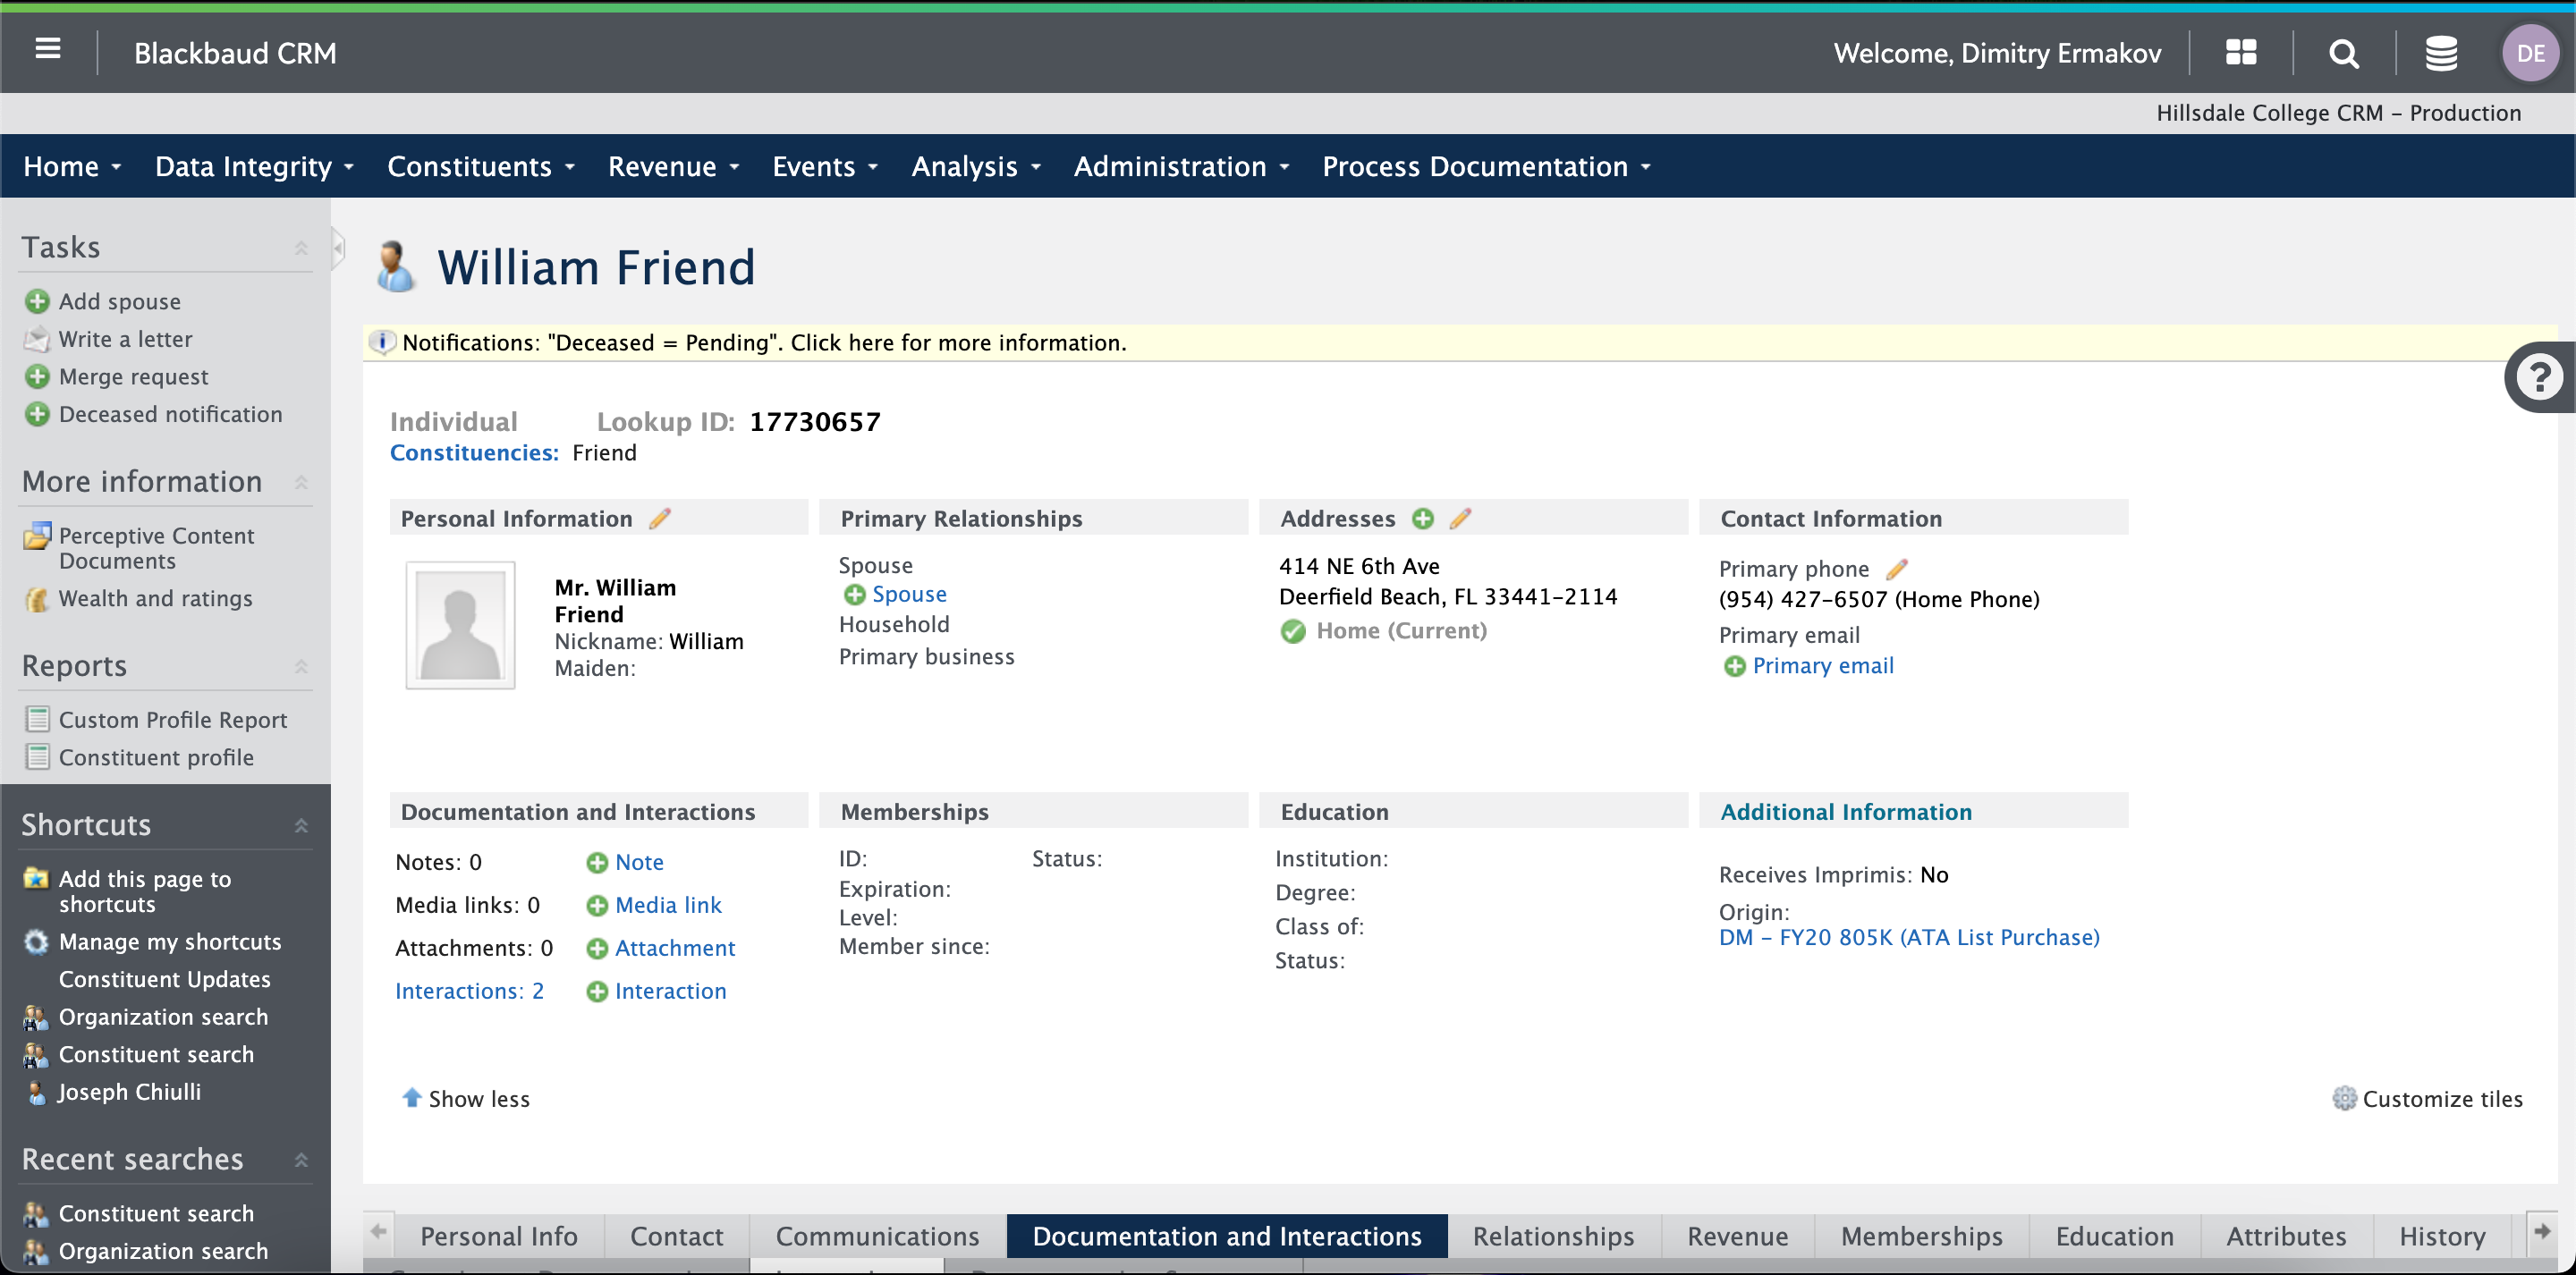 Blackbaud CRM
Welcome, Dimitry Ermakov
DE
Hillsdale College CRM - Production
Home
Data Integrity
Constituents
Revenue
Events
Analysis
Administration
Process Documentation
Tasks
Add spouse
Write a letter
Merge request
Deceased notification
More information
Perceptive Content
Documents
Wealth and ratings
Reports
Custom Profile Report
Constituent profile
Shortcuts
Add this page to
shortcuts
Manage my shortcuts
Constituent Updates
Organization search
Constituent search
Joseph Chiulli
Recent searches
Constituent search
Organization search
William Friend
Notifications: "Deceased = Pending". Click here for more information.
?
Individual Lookup ID: 17730657
Constituencies: Friend
Personal Information
Mr. William
Friend
Nickname: William
Maiden:
Primary Relationships
Spouse
Spouse
Household
Primary business
Addresses
414 NE 6th Ave
Deerfield Beach, FL 33441-2114
Home (Current)
Contact Information
Primary phone
(954) 427-6507 (Home Phone)
Primary email
Primary email
Documentation and Interactions
Notes: 0 Note
Media links: 0 Media link
Attachments: 0 Attachment
Interactions: 2 Interaction
Memberships
ID: Status:
Expiration:
Level:
Member since:
Education
Institution:
Degree:
Class of:
Status:
Additional Information
Receives Imprimis: No
Origin:
DM - FY20 805K (ATA List Purchase)
Show less
Customize tiles
Personal Info
Contact
Communications
Documentation and Interactions
Relationships
Revenue
Memberships
Education
Attributes
History